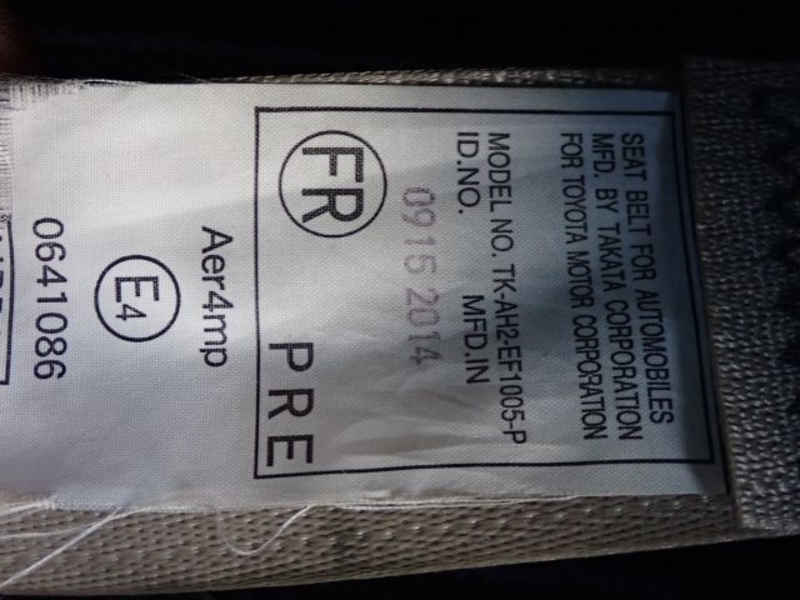 SEAT BELT FOR AUTOMOBILES
MFD. BY TAKATA CORPORATION
FOR TOYOTA MOTOR CORPORATION
MODEL NO. TK-AH2-EF1005-P
ID.NO. MFD.IN
0915 2014
FR PRE
Aer4mp
E4
0641086